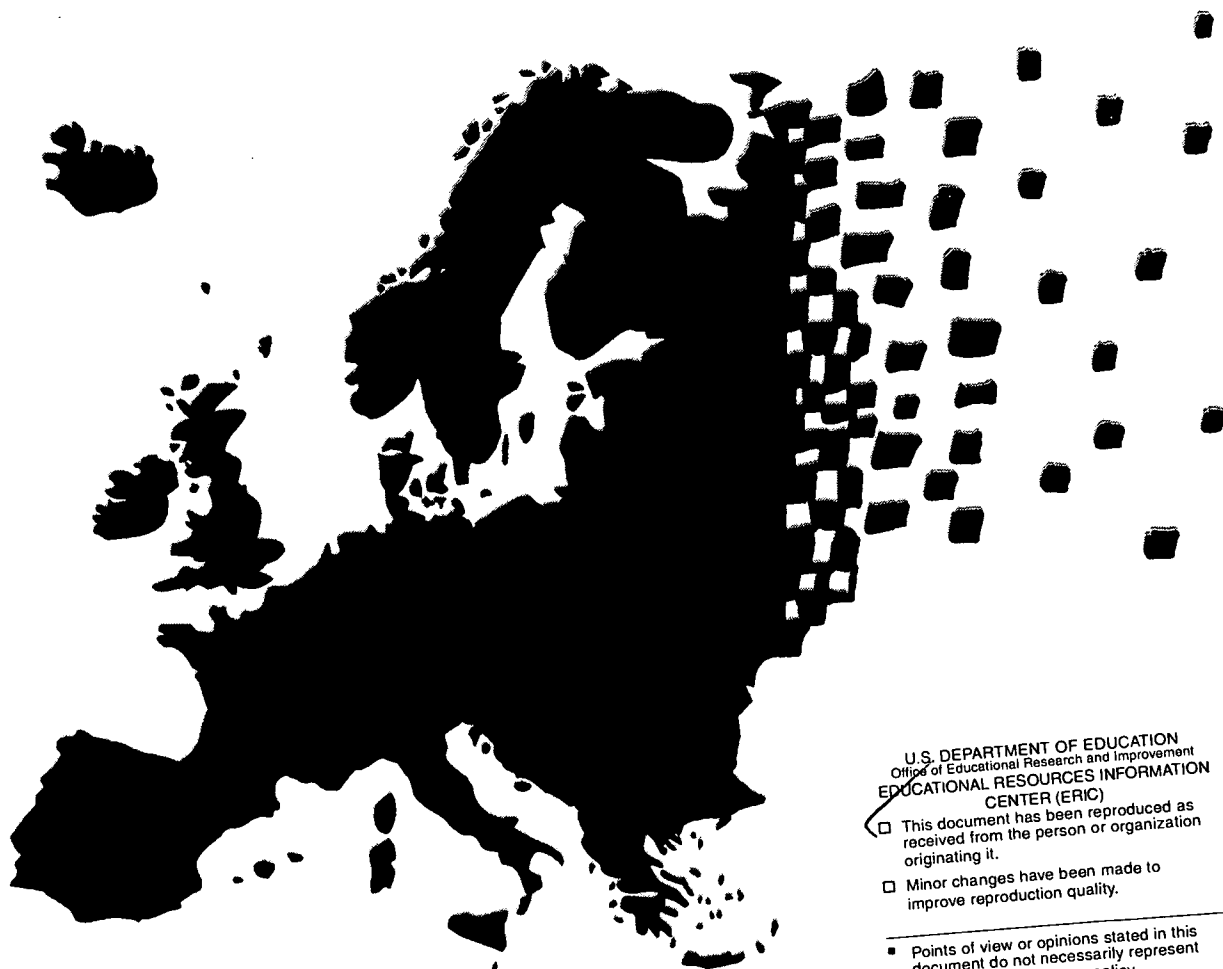 U.S. DEPARTMENT OF EDUCATION
Office of Educational Research and Improvement
EDUCATIONAL RESOURCES INFORMATION
CENTER (ERIC)
This document has been reproduced as
received from the person or organization
originating it.
Minor changes have been made to
improve reproduction quality.
Points of view or opinions stated in this
document do not necessarily represent
policy